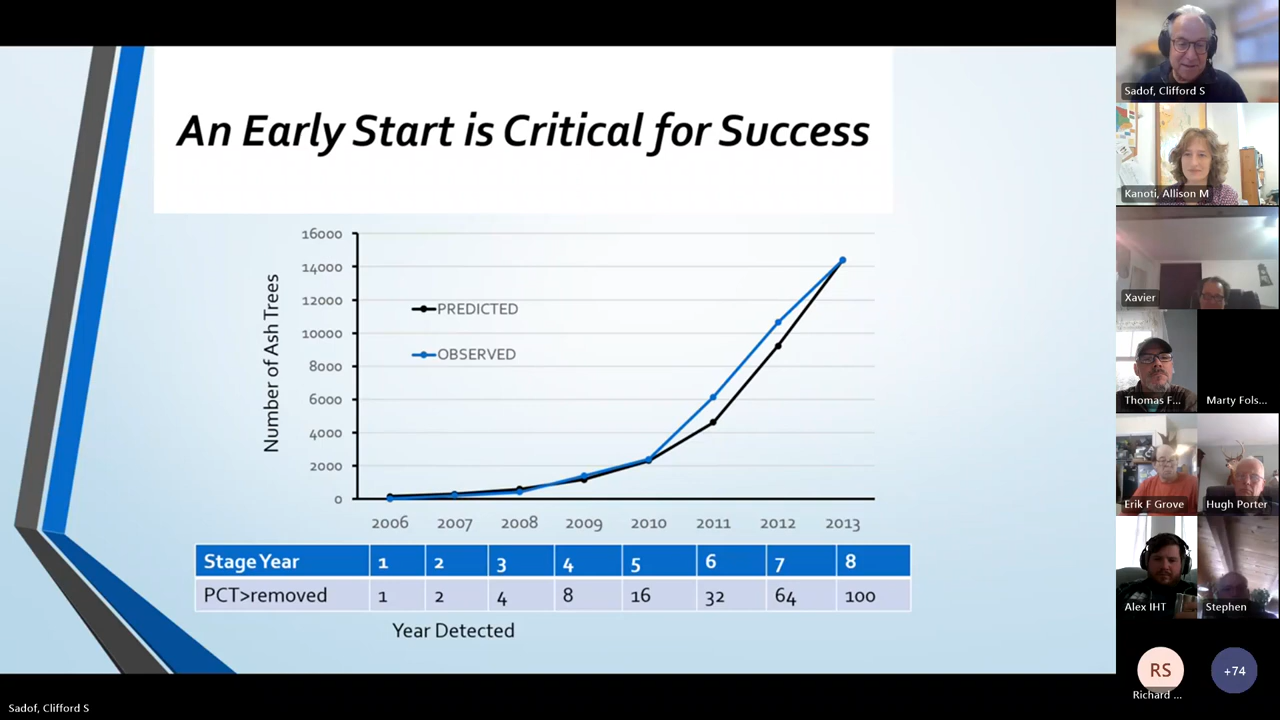 An Early Start is Critical for Success
16000
14000
12000
10000
8000
6000
4000
2000
0
Number of Ash Trees
PREDICTED
OBSERVED
2006 2007 2008 2009 2010 2011 2012 2013
Stage Year 1 2 3 4 5 6 7 8
PCT>removed 1 2 4 8 16 32 64 100
Year Detected
Sadof, Clifford S
Sadof, Clifford S
Kanoti, Allison M
Xavier
Thomas F... Marty Fols...
Erik F Grove Hugh Porter
Alex IHT Stephen
RS +74
Richard ...